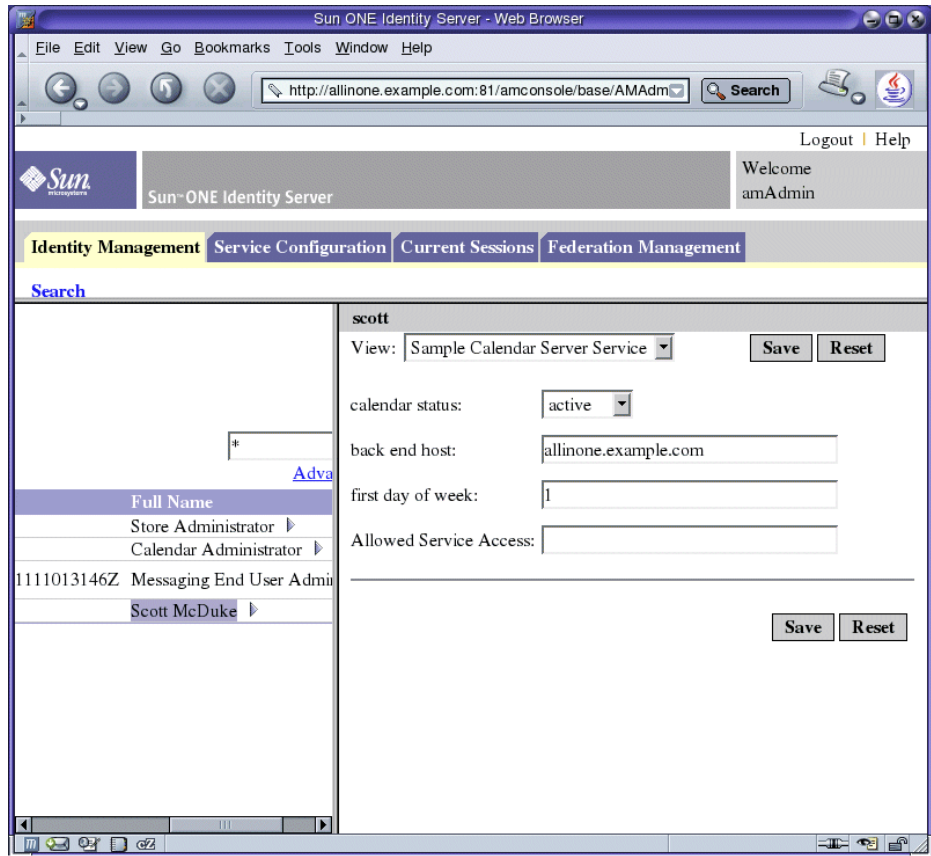 Sun ONE Identity Server - Web Browser
File Edit View Go Bookmarks Tools Window Help
http://allinone.example.com:81/amconsole/base/AMAdm
Search
Logout | Help
Sun
microsystems
Sun™ ONE Identity Server
Welcome
amAdmin
Identity Management Service Configuration Current Sessions Federation Management
Search
*
Adva
Full Name
Store Administrator
Calendar Administrator
1111013146Z Messaging End User Admi
Scott McDuke
scott
View: Sample Calendar Server Service Save Reset
calendar status: active
back end host: allinone.example.com
first day of week: 1
Allowed Service Access:
Save Reset